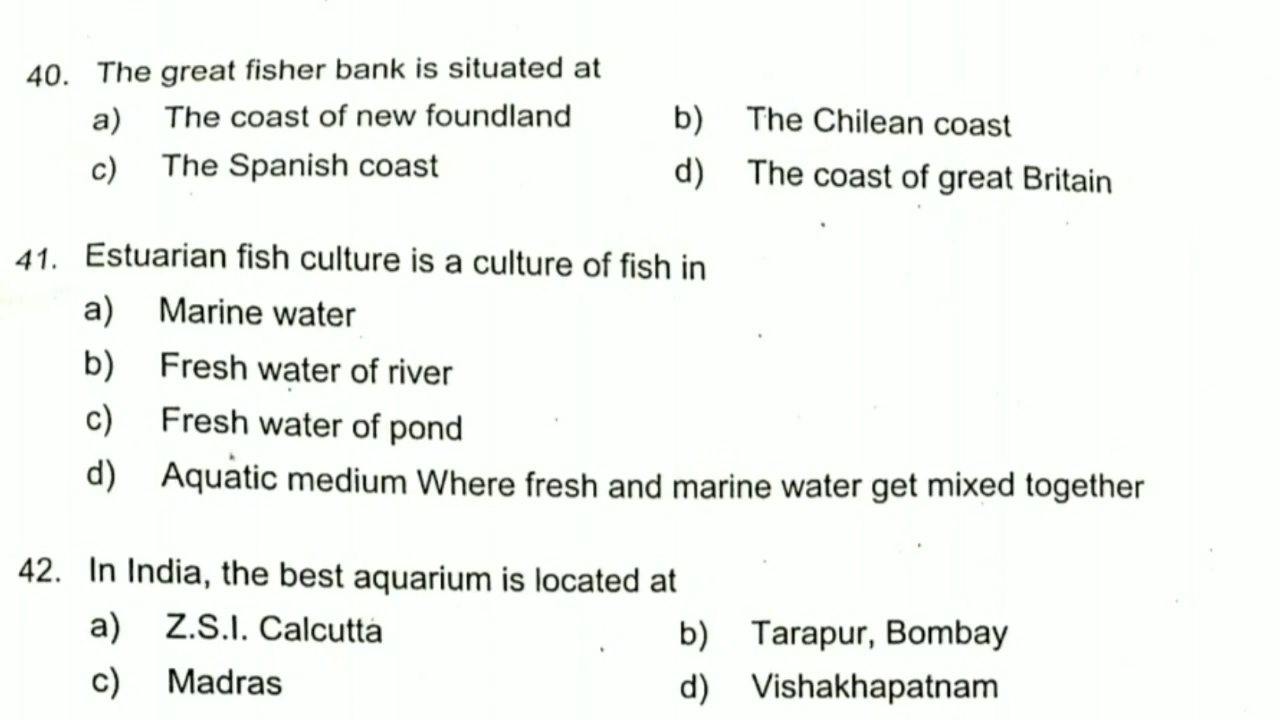 40. The great fisher bank is situated at
a) The coast of new foundland b) The Chilean coast
c) The Spanish coast d) The coast of great Britain
41. Estuarian fish culture is a culture of fish in
a) Marine water
b) Fresh water of river
c) Fresh water of pond
d) Aquatic medium Where fresh and marine water get mixed together
42. In India, the best aquarium is located at
a) Z.S.I. Calcutta b) Tarapur, Bombay
c) Madras d) Vishakhapatnam